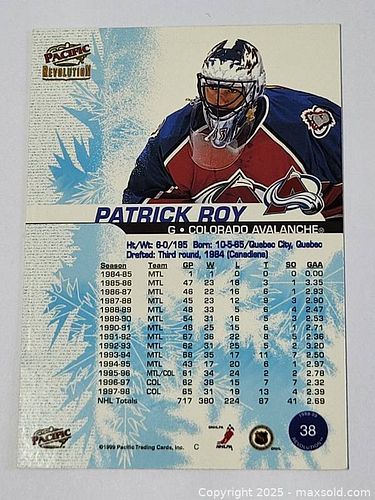 PACIFIC
REVOLUTION
PATRICK ROY
G • COLORADO AVALANCHE®
Ht/Wt: 6-0/195 Born: 10-5-65/Quebec City, Quebec
Drafted: Third round, 1984 (Canadiens)
Season Team GP W L T SO GAA
1984-85 MTL 1 1 0 0 0.00
1985-86 MTL 47 23 3 1 3.35
1986-87 MTL 46 22 16 6 1 2.93
1987-88 MTL 45 23 12 9 3 2.90
1988-89 MTL 48 33 5 6 4 2.47
1989-90 MTL 54 31 16 5 3 2.53
1990-91 MTL 48 25 15 6 1 2.71
1991-92 MTL 67 36 22 8 5 2.36
1992-93 MTL 62 31 25 5 2 3.20
1993-94 MTL 68 35 17 11 7 2.50
1994-95 MTL 43 17 20 6 1 2.97
1995-96 MTL/COL 61 34 24 2 2 2.78
1996-97 COL 62 38 15 7 7 2.32
1997-98 COL 65 31 19 13 4 2.39
NHL Totals 717 380 224 87 41 2.69
PACIFIC
©1999 Pacific Trading Cards, Inc. C
NHLPA
NHL
1998-99
38
REVOLUTION
Copyright 2025 - maxsold.com